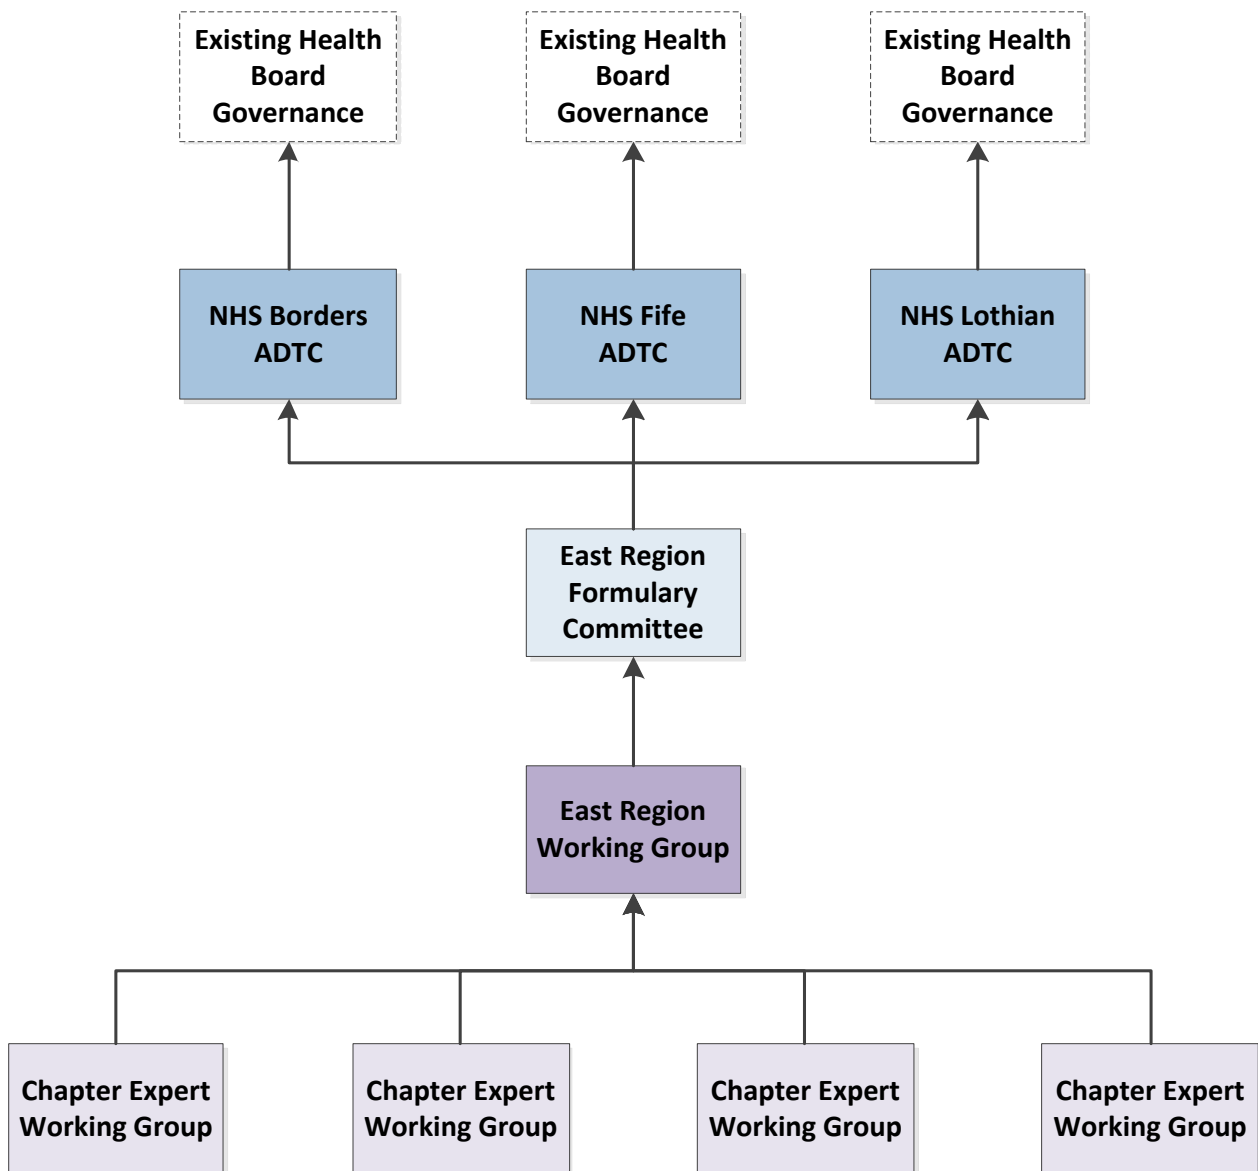 Existing Health
Board
Governance
Existing Health
Board
Governance
Existing Health
Board
Governance
NHS Borders
ADTC
NHS Fife
ADTC
NHS Lothian
ADTC
East Region
Formulary
Committee
East Region
Working Group
Chapter Expert
Working Group
Chapter Expert
Working Group
Chapter Expert
Working Group
Chapter Expert
Working Group